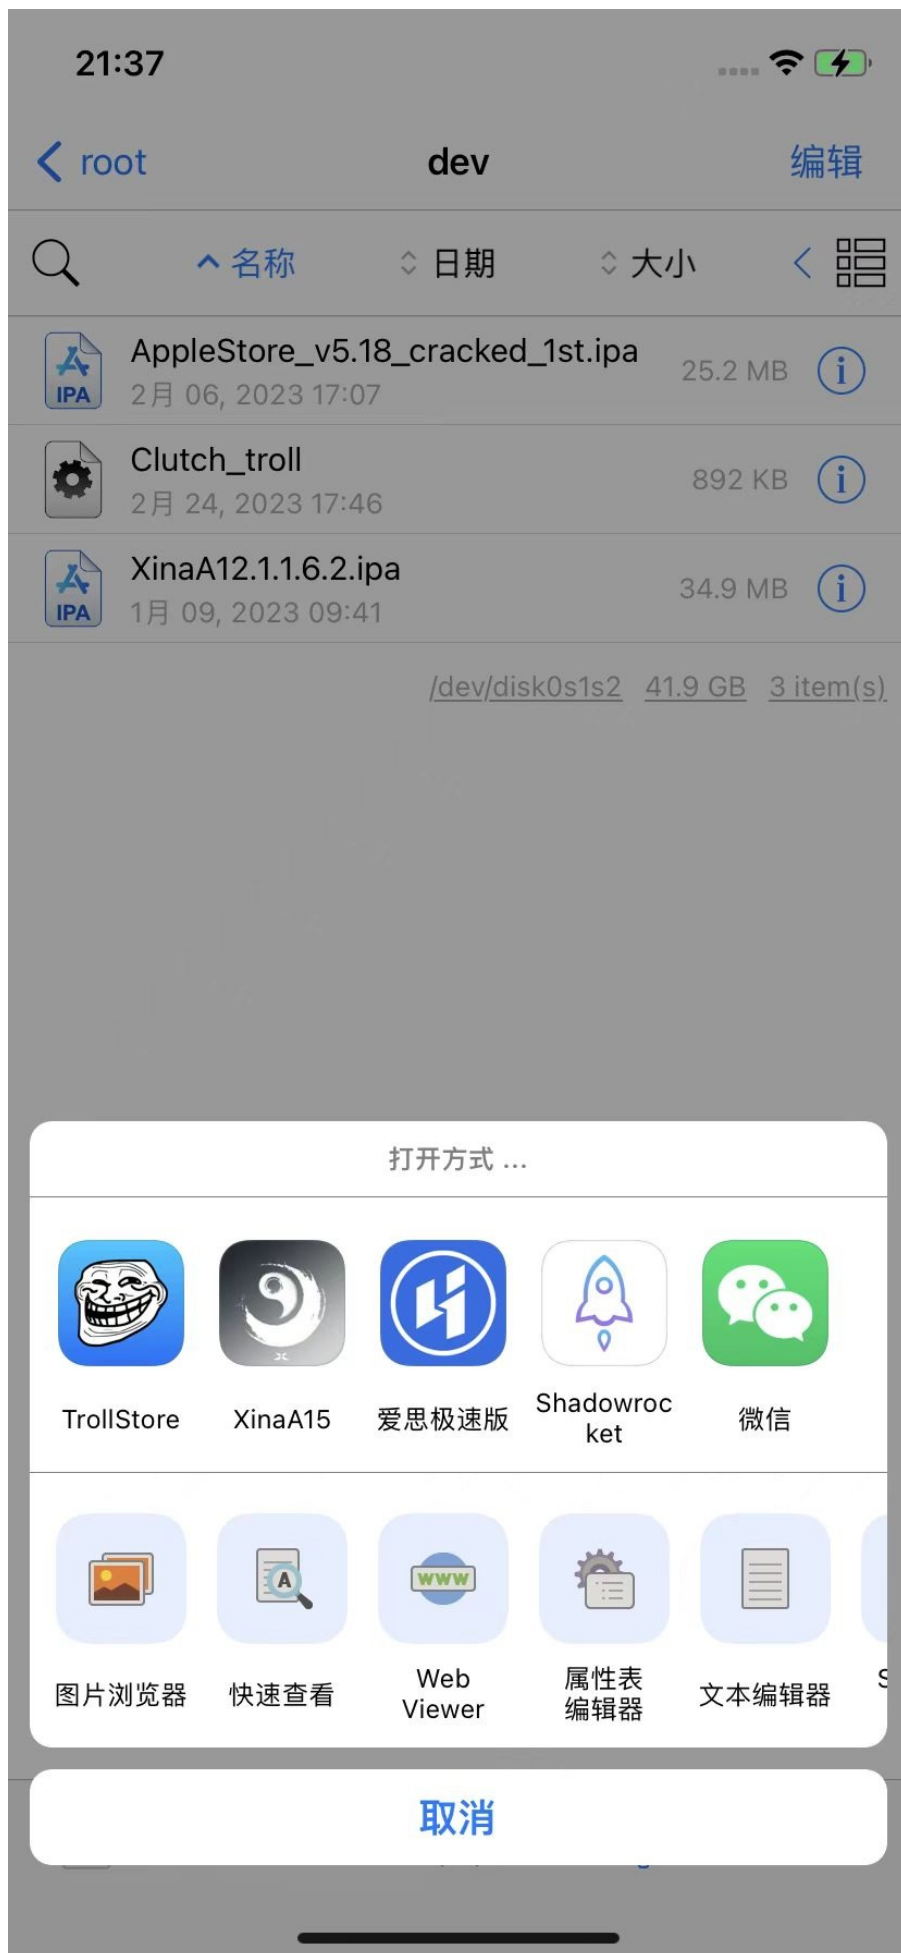 21:37
root
dev
编辑
名称
日期
大小
AppleStore_v5.18_cracked_1st.ipa
25.2 MB
IPA
2月 06, 2023 17:07
Clutch_troll
892 KB
2月 24, 2023 17:46
XinaA12.1.1.6.2.ipa
34.9 MB
IPA
1月 09, 2023 09:41
/dev/disk0s1s2 41.9 GB 3 item(s)
打开方式 ...
TrollStore
XinaA15
爱思极速版
Shadowroc
ket
微信
A
www
图片浏览器
快速查看
Web
Viewer
属性表
编辑器
文本编辑器
取消